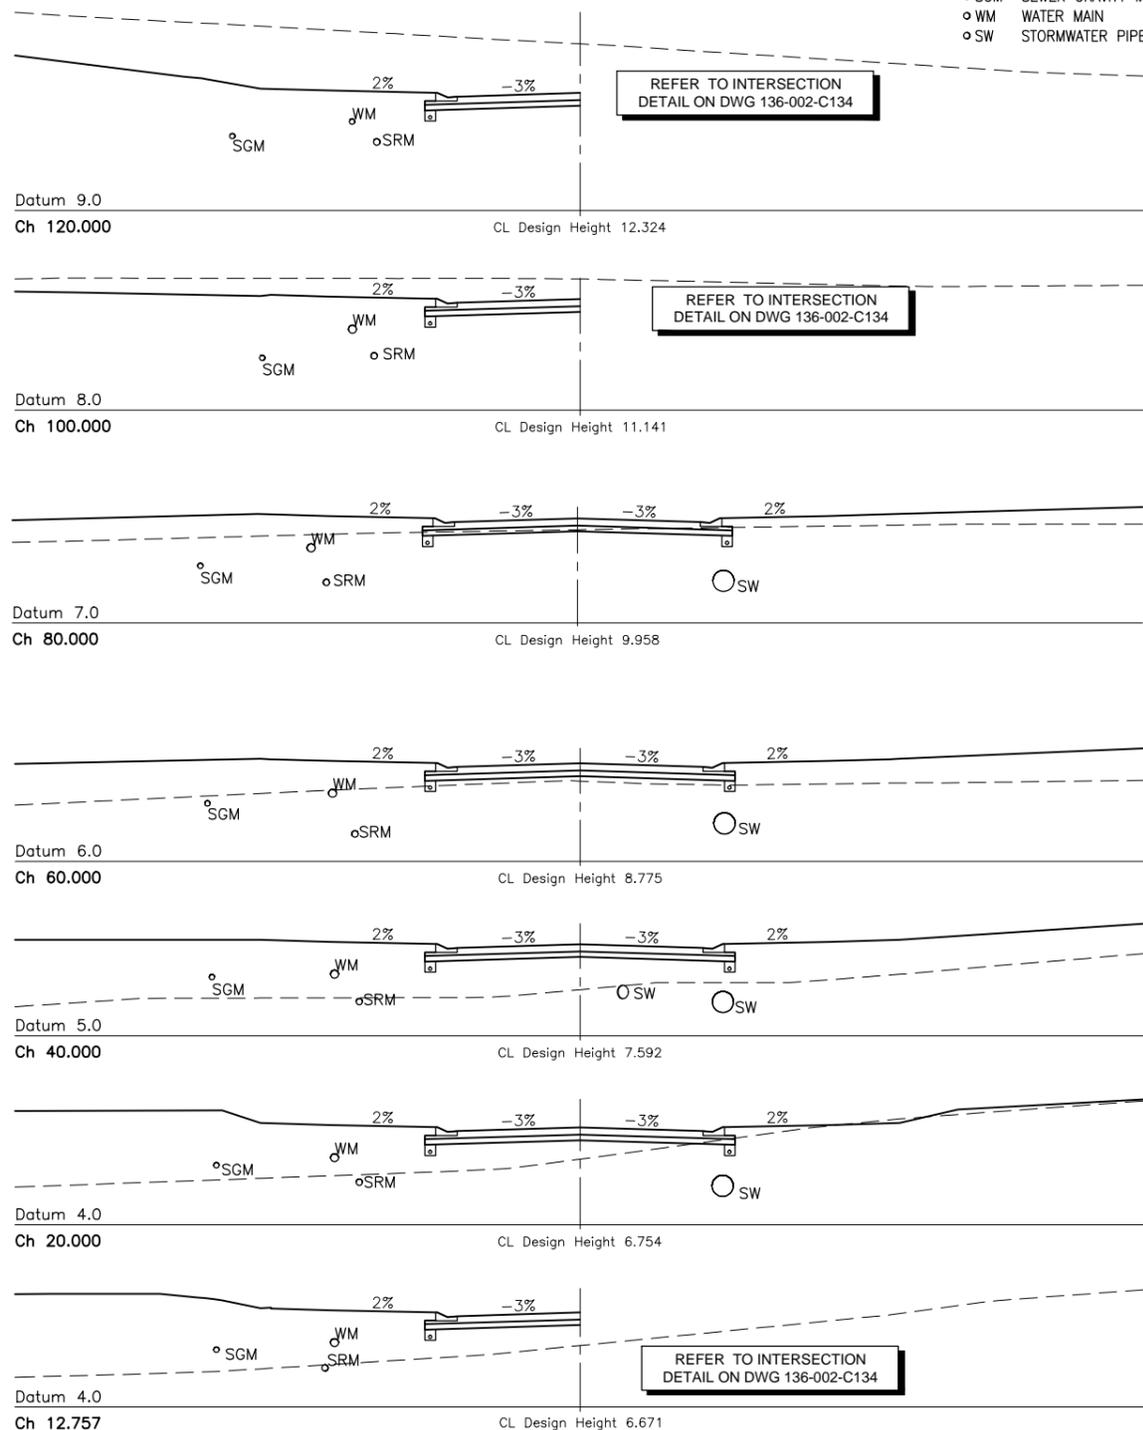 WM WATER MAIN
SW STORMWATER PIPE
2%
-3%
REFER TO INTERSECTION
DETAIL ON DWG 136-002-C134
WM
SRM
SGM
Datum 9.0
Ch 120.000
CL Design Height 12.324
2%
-3%
REFER TO INTERSECTION
DETAIL ON DWG 136-002-C134
WM
SRM
SGM
Datum 8.0
Ch 100.000
CL Design Height 11.141
2%
-3%
-3%
2%
WM
SGM
SRM
SW
Datum 7.0
Ch 80.000
CL Design Height 9.958
2%
-3%
-3%
2%
WM
SGM
SRM
SW
Datum 6.0
Ch 60.000
CL Design Height 8.775
2%
-3%
-3%
2%
WM
SGM
SRM
SW
SW
Datum 5.0
Ch 40.000
CL Design Height 7.592
2%
-3%
-3%
2%
WM
SGM
SRM
SW
Datum 4.0
Ch 20.000
CL Design Height 6.754
2%
-3%
WM
SGM
SRM
REFER TO INTERSECTION
DETAIL ON DWG 136-002-C134
Datum 4.0
Ch 12.757
CL Design Height 6.671